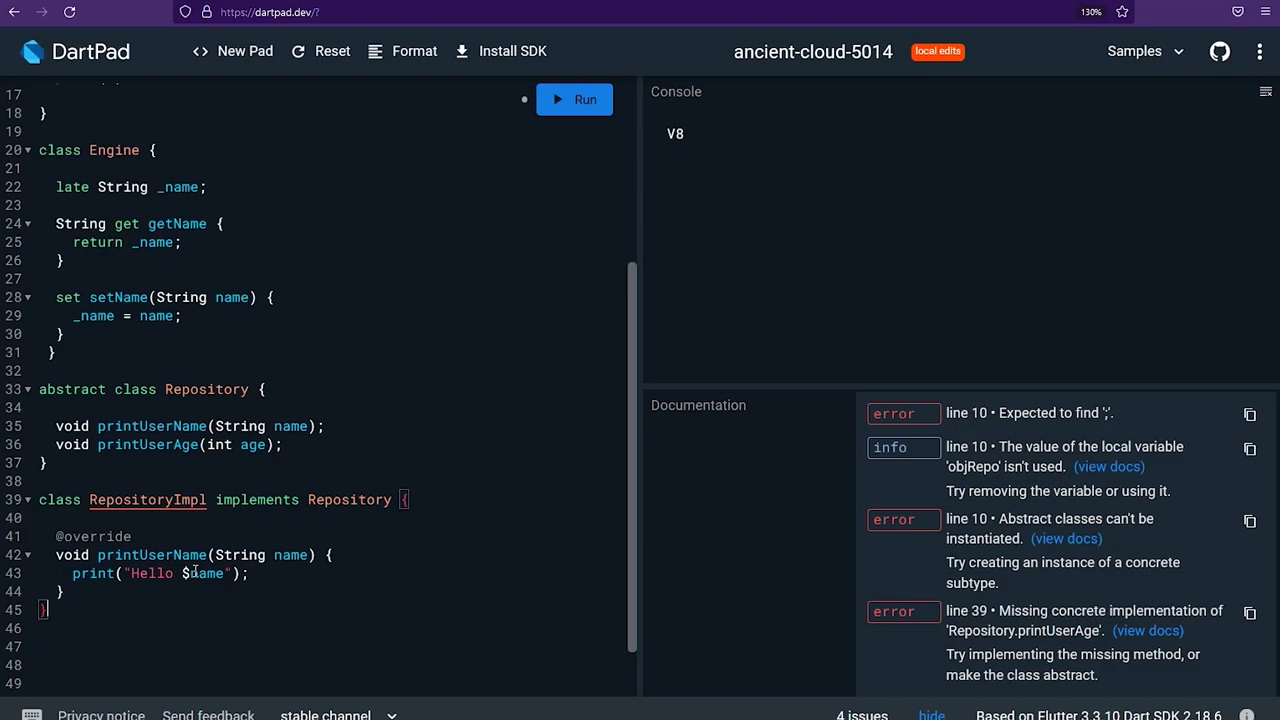 https://dartpad.dev/?
130%
DartPad
New Pad
Reset
Format
Install SDK
ancient-cloud-5014
local edits
Samples
17
18 }
19
20 class Engine {
21
22 late String _name;
23
24 String get getName {
25 return _name;
26 }
27
28 set setName(String name) {
29 _name = name;
30 }
31 }
32
33 abstract class Repository {
34
35 void printUserName(String name);
36 void printUserAge(int age);
37 }
38
39 class RepositoryImpl implements Repository {
40
41 @override
42 void printUserName(String name) {
43 print("Hello $name");
44 }
45 }
46
47
48
49
Run
Console
V8
Documentation
error line 10 • Expected to find ';'.
info line 10 • The value of the local variable
'objRepo' isn't used. (view docs)
Try removing the variable or using it.
error line 10 • Abstract classes can't be
instantiated. (view docs)
Try creating an instance of a concrete
subtype.
error line 39 • Missing concrete implementation of
'Repository.printUserAge'. (view docs)
Try implementing the missing method, or
make the class abstract.
Privacy notice
Send feedback
stable channel
4 issues
hide
Based on Flutter 3.3.10 Dart SDK 2.18.6